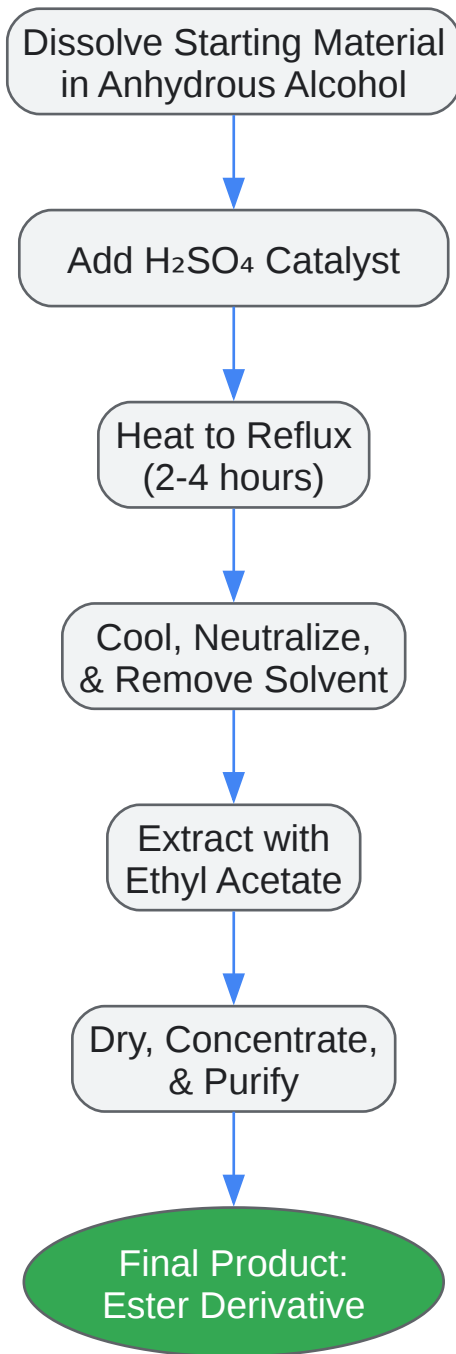 Dissolve Starting Material
in Anhydrous Alcohol
Add H₂SO₄ Catalyst
Heat to Reflux
(2-4 hours)
Cool, Neutralize,
& Remove Solvent
Extract with
Ethyl Acetate
Dry, Concentrate,
& Purify
Final Product:
Ester Derivative